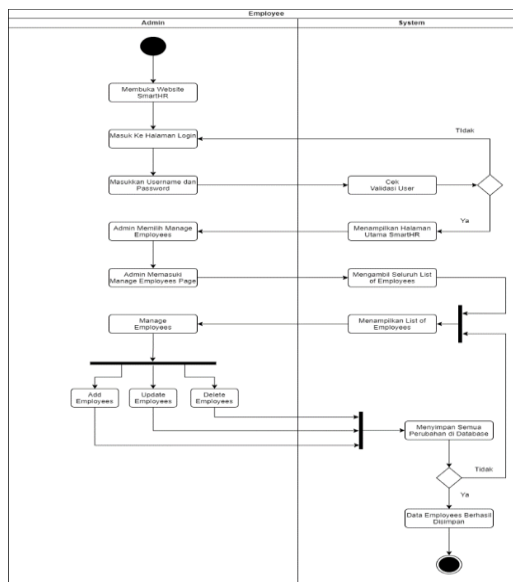 Employee
Admin
System
Membuka Website
SmartHR
Masuk Ke Halaman Login
Tidak
Masukkan Username dan
Password
Cek
Validasi User
Ya
Admin Memilih Manage
Employees
Menampilkan Halaman
Utama SmartHR
Admin Memasuki
Manage Employees Page
Mengambil Seluruh List
of Employees
Manage
Employees
Menampilkan List of
Employees
Add
Employees
Update
Employees
Delete
Employees
Menyimpan Semua
Perubahan di Database
Tidak
Ya
Data Employees Berhasil
Disimpan